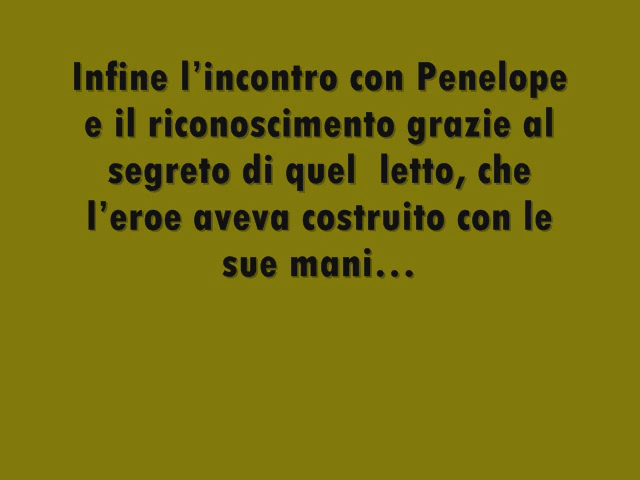 Infine l’incontro con Penelope
e il riconoscimento grazie al
segreto di quel  letto, che
l’eroe aveva costruito con le
sue mani…